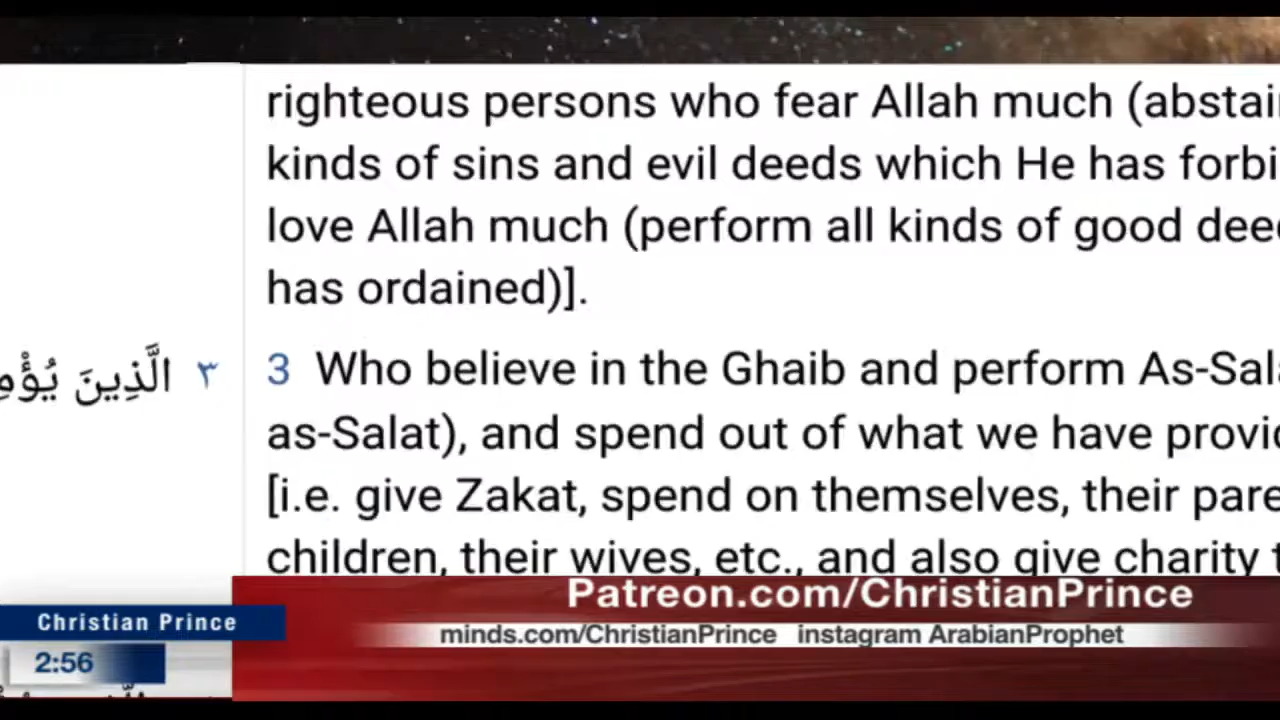 righteous persons who fear Allah much (abstai
kinds of sins and evil deeds which He has forbi
love Allah much (perform all kinds of good dee
has ordained)].
٣ الَّذِينَ يُؤْمِ
3 Who believe in the Ghaib and perform As-Sal
as-Salat), and spend out of what we have provi
[i.e. give Zakat, spend on themselves, their pare
children, their wives, etc., and also give charity t
Patreon.com/ChristianPrince
Christian Prince
minds.com/ChristianPrince instagram ArabianProphet
2:56